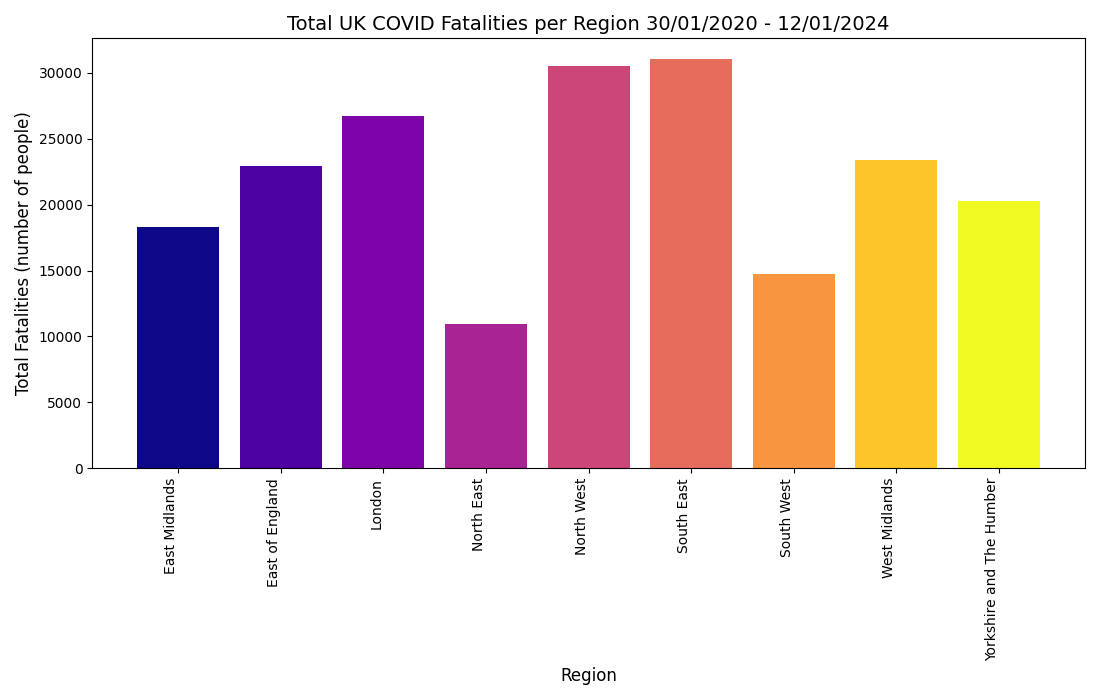 Total UK COVID Fatalities per Region 30/01/2020 - 12/01/2024
Total Fatalities (number of people)
30000
25000
20000
15000
10000
5000
0
East Midlands
East of England
London
North East
North West
South East
South West
West Midlands
Yorkshire and The Humber
Region